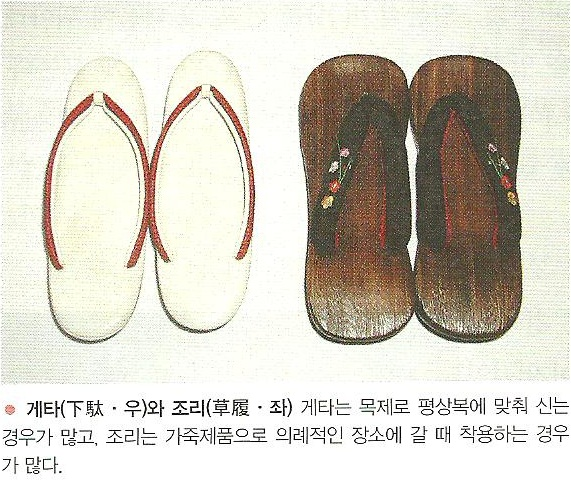 ● 게타(下駄 · 우)와 조리(草履 · 좌) 게타는 목제로 평상복에 맞춰 신는
경우가 많고, 조리는 가죽제품으로 의례적인 장소에 갈 때 착용하는 경우
가 많다.